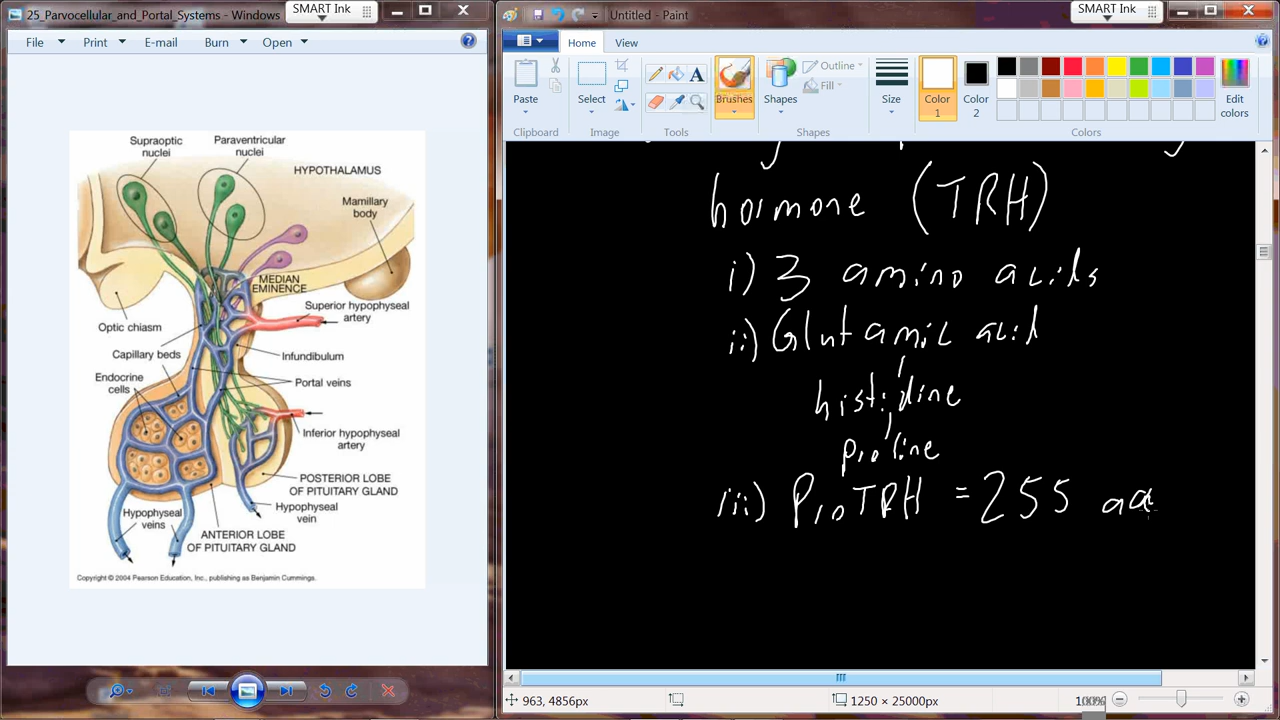 25_Parvocellular_and_Portal_Systems - Windows
SMART Ink
File Print E-mail Burn Open
Supraoptic nuclei
Paraventricular nuclei
HYPOTHALAMUS
Mamillary body
MEDIAN EMINENCE
Superior hypophyseal artery
Optic chiasm
Capillary beds
Infundibulum
Endocrine cells
Portal veins
Inferior hypophyseal artery
POSTERIOR LOBE OF PITUITARY GLAND
Hypophyseal vein
Hypophyseal veins
ANTERIOR LOBE OF PITUITARY GLAND
Copyright © 2004 Pearson Education, Inc., publishing as Benjamin Cummings.
Untitled - Paint
SMART Ink
Home View
Paste
Select
Brushes
Shapes
Outline
Fill
Size
Color 1
Color 2
Edit colors
Clipboard Image Tools Shapes Colors
hormone (TRH)
i) 3 amino acids
ii) Glutamic acid
histidine
proline
iii) ProTRH = 255 aa
963, 4856px
1250 × 25000px
100%